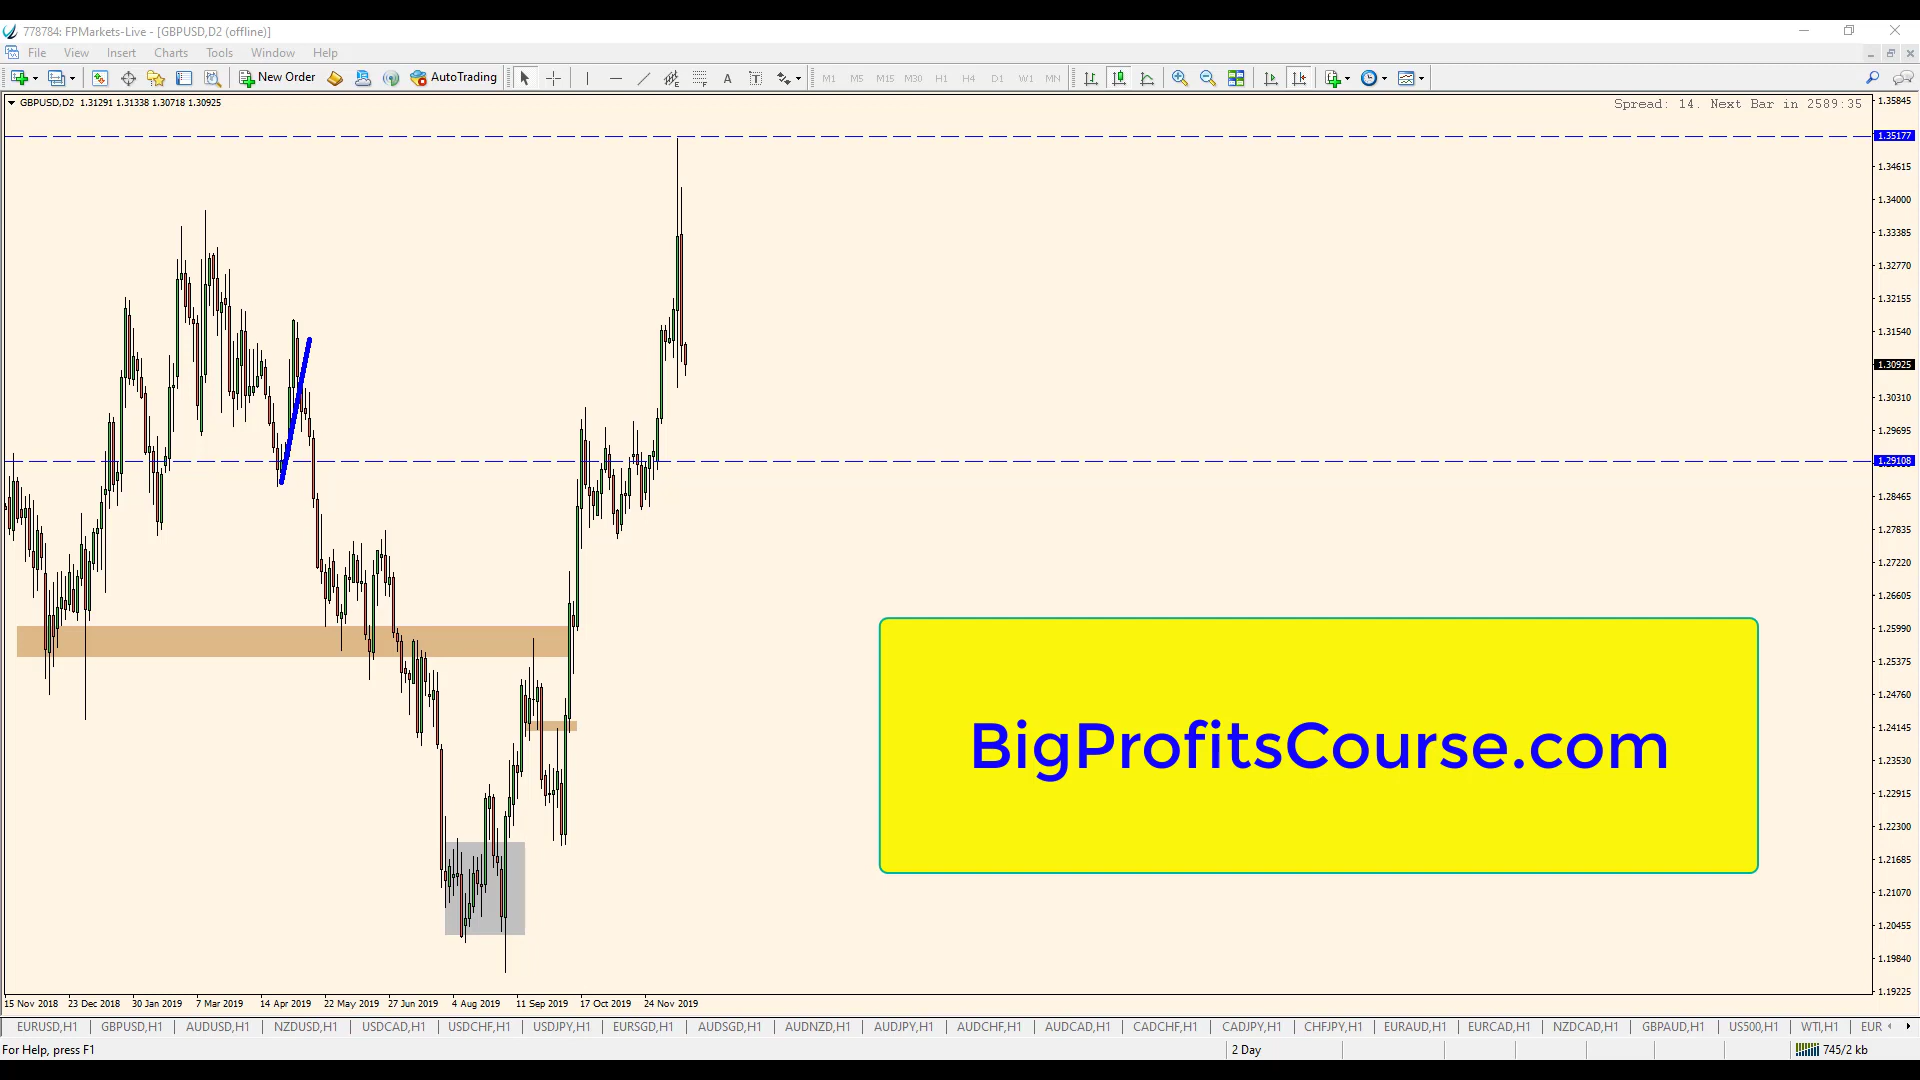 778784: FPMarkets-Live - [GBPUSD,D2 (offline)]
File View Insert Charts Tools Window Help
New Order AutoTrading A T M1 M5 M15 M30 H1 H4 D1 W1 MN
GBPUSD,D2 1.31291 1.31338 1.30718 1.30925
Spread: 14. Next Bar in 2589:35
1.35845
1.35177
1.34615
1.34000
1.33385
1.32770
1.32155
1.31540
1.30925
1.30310
1.29695
1.29108
1.28465
1.27835
1.27220
1.26605
1.25990
1.25375
1.24760
1.24145
1.23530
1.22915
1.22300
1.21685
1.21070
1.20455
1.19840
1.19225
BigProfitsCourse.com
15 Nov 2018 23 Dec 2018 30 Jan 2019 7 Mar 2019 14 Apr 2019 22 May 2019 27 Jun 2019 4 Aug 2019 11 Sep 2019 17 Oct 2019 24 Nov 2019
EURUSD,H1 GBPUSD,H1 AUDUSD,H1 NZDUSD,H1 USDCAD,H1 USDCHF,H1 USDJPY,H1 EURSGD,H1 AUDSGD,H1 AUDNZD,H1 AUDJPY,H1 AUDCHF,H1 AUDCAD,H1 CADCHF,H1 CADJPY,H1 CHFJPY,H1 EURAUD,H1 EURCAD,H1 NZDCAD,H1 GBPAUD,H1 US500,H1 WTI,H1 EUR
For Help, press F1
2 Day
745/2 kb